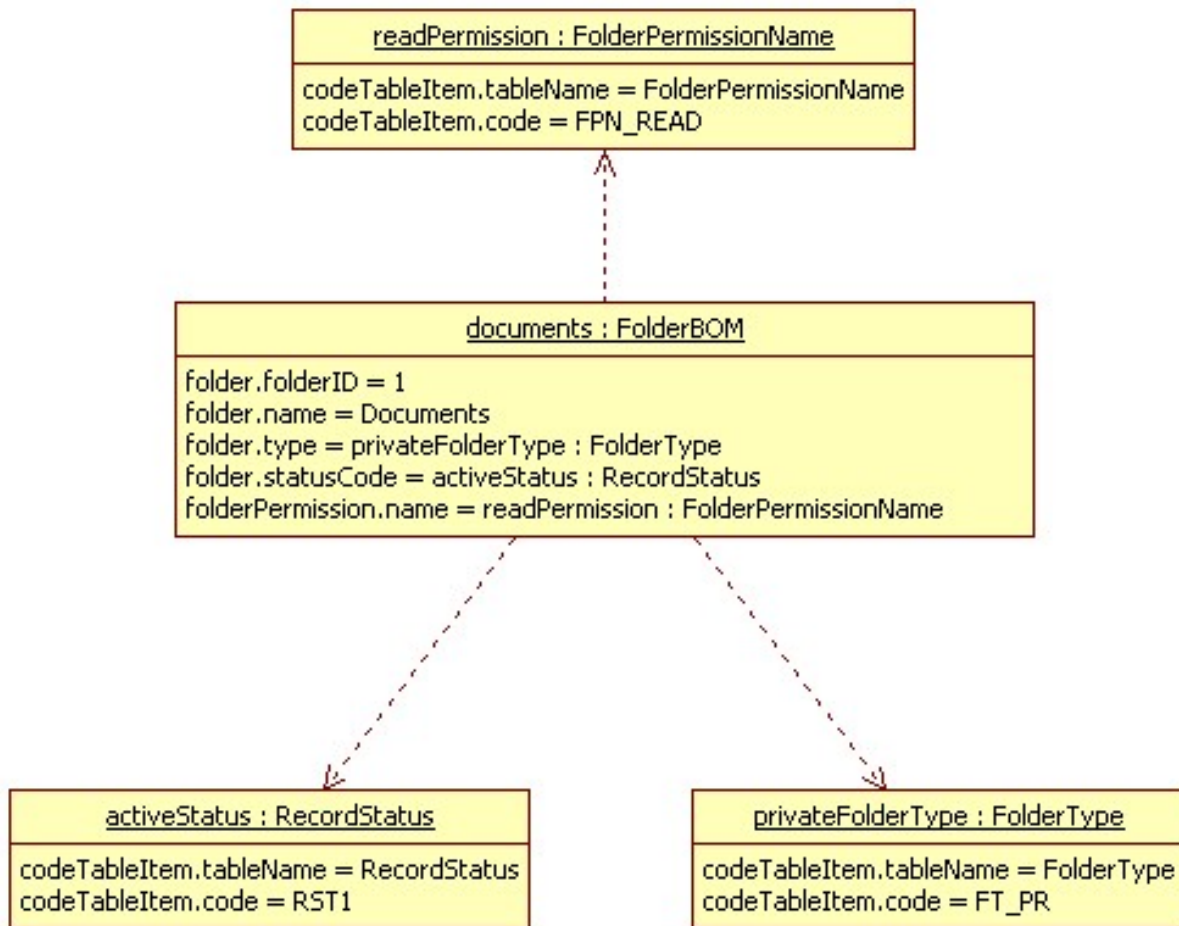 readPermission : FolderPermissionName
codeTableItem.tableName = FolderPermissionName
codeTableItem.code = FPN_READ
documents : FolderBOM
folder.folderID = 1
folder.name = Documents
folder.type = privateFolderType : FolderType
folder.statusCode = activeStatus : RecordStatus
folderPermission.name = readPermission : FolderPermissionName
activeStatus : RecordStatus
codeTableItem.tableName = RecordStatus
codeTableItem.code = RST1
privateFolderType : FolderType
codeTableItem.tableName = FolderType
codeTableItem.code = FT_PR